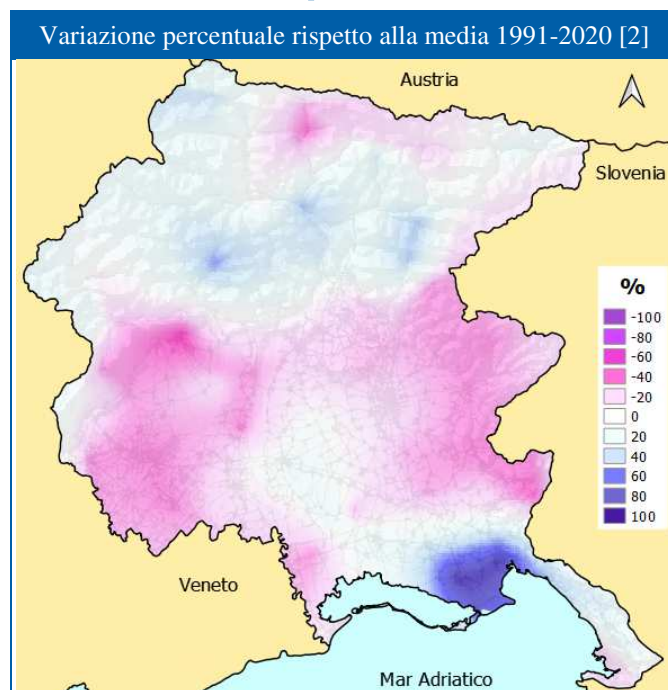 Variazione percentuale rispetto alla media 1991-2020 [2]
Austria
Slovenia
%
-100
-80
-60
-40
-20
0
20
40
60
80
100
Veneto
Mar Adriatico